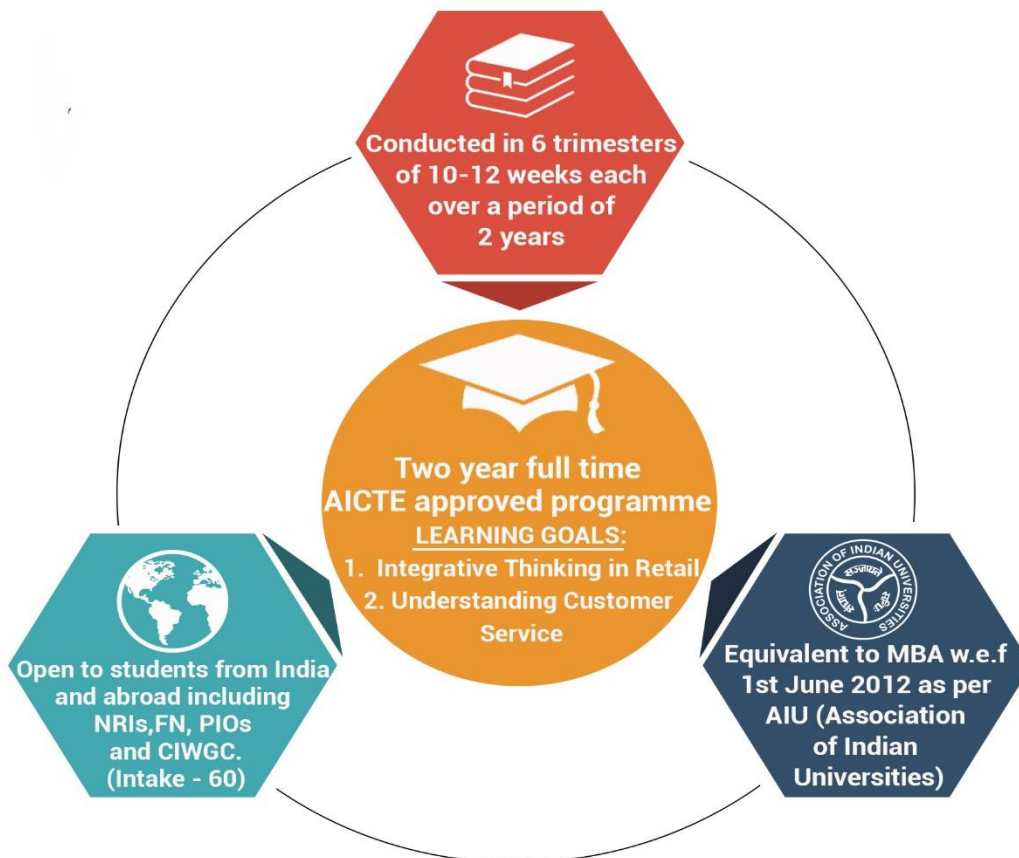 Conducted in 6 trimesters
of 10-12 weeks each
over a period of
2 years
Two year full time
AICTE approved programme
LEARNING GOALS:
1. Integrative Thinking in Retail
2. Understanding Customer
Service
Open to students from India
and abroad including
NRIs,FN, PIOs
and CIWGC.
(Intake - 60)
ASSOCIATION OF INDIAN UNIVERSITIES
Equivalent to MBA w.e.f
1st June 2012 as per
AIU (Association
of Indian
Universities)